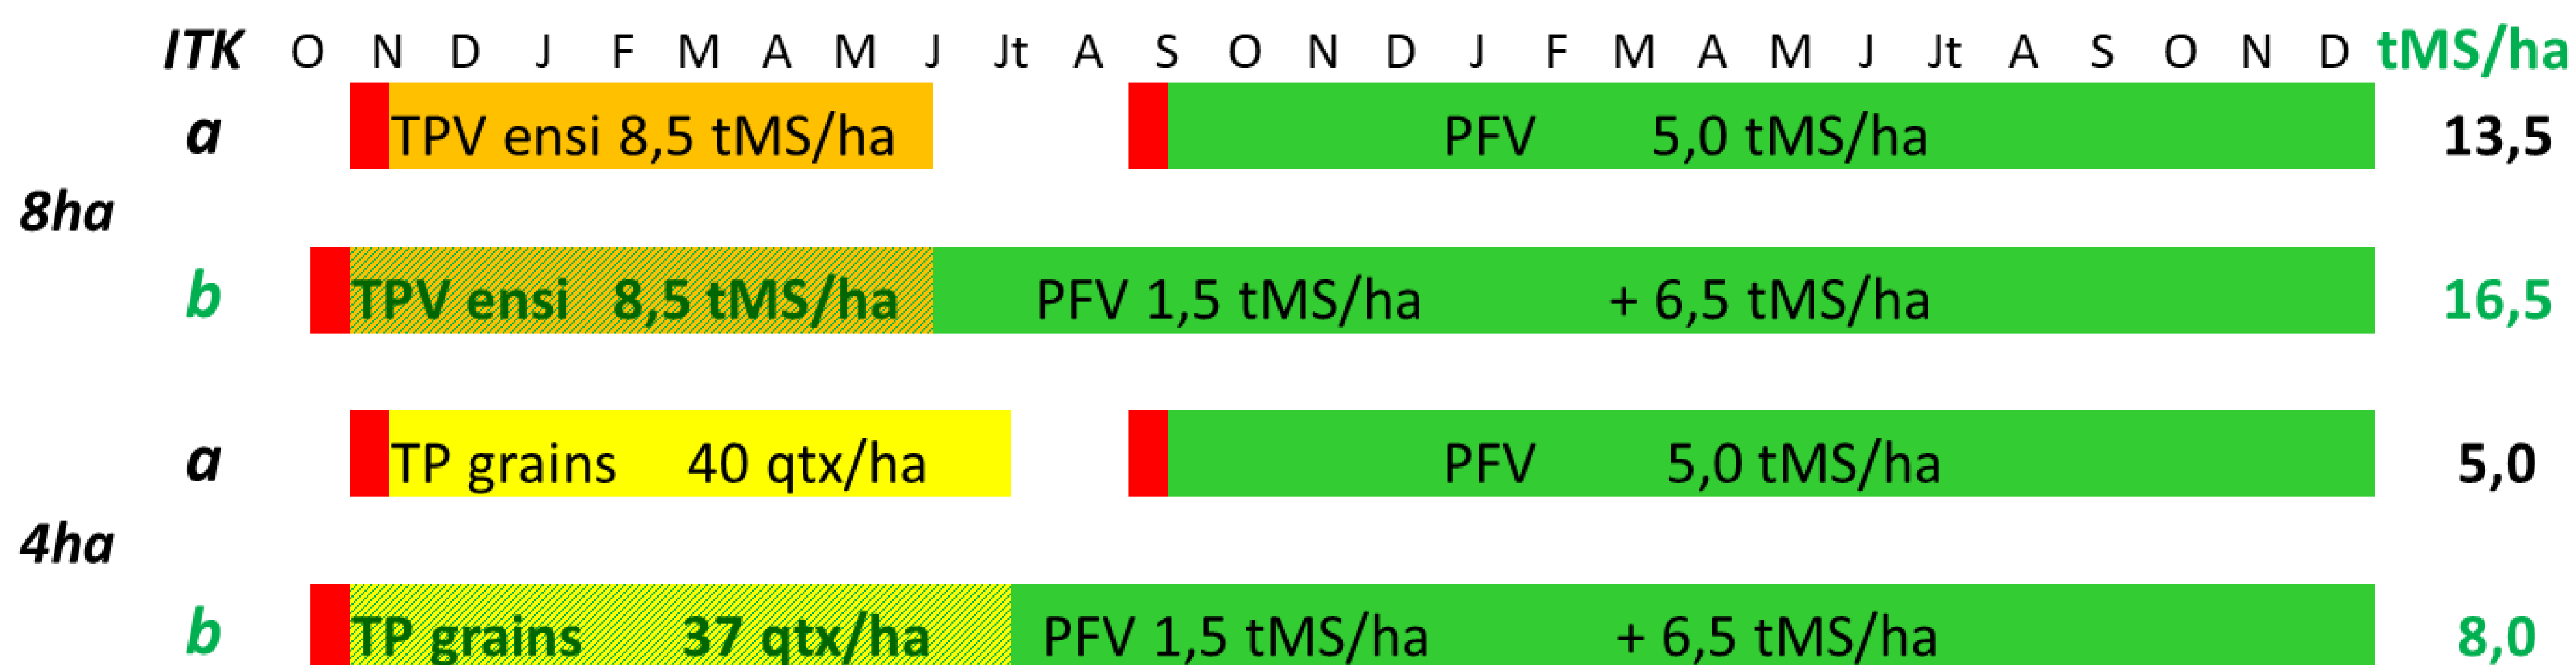 ITK O N D J F M A M J Jt A S O N D J F M A M J Jt A S O N D tMS/ha
a TPV ensi 8,5 tMS/ha PFV 5,0 tMS/ha 13,5
8ha
b TPV ensi 8,5 tMS/ha PFV 1,5 tMS/ha + 6,5 tMS/ha 16,5
a TP grains 40 qtx/ha PFV 5,0 tMS/ha 5,0
4ha
b TP grains 37 qtx/ha PFV 1,5 tMS/ha + 6,5 tMS/ha 8,0